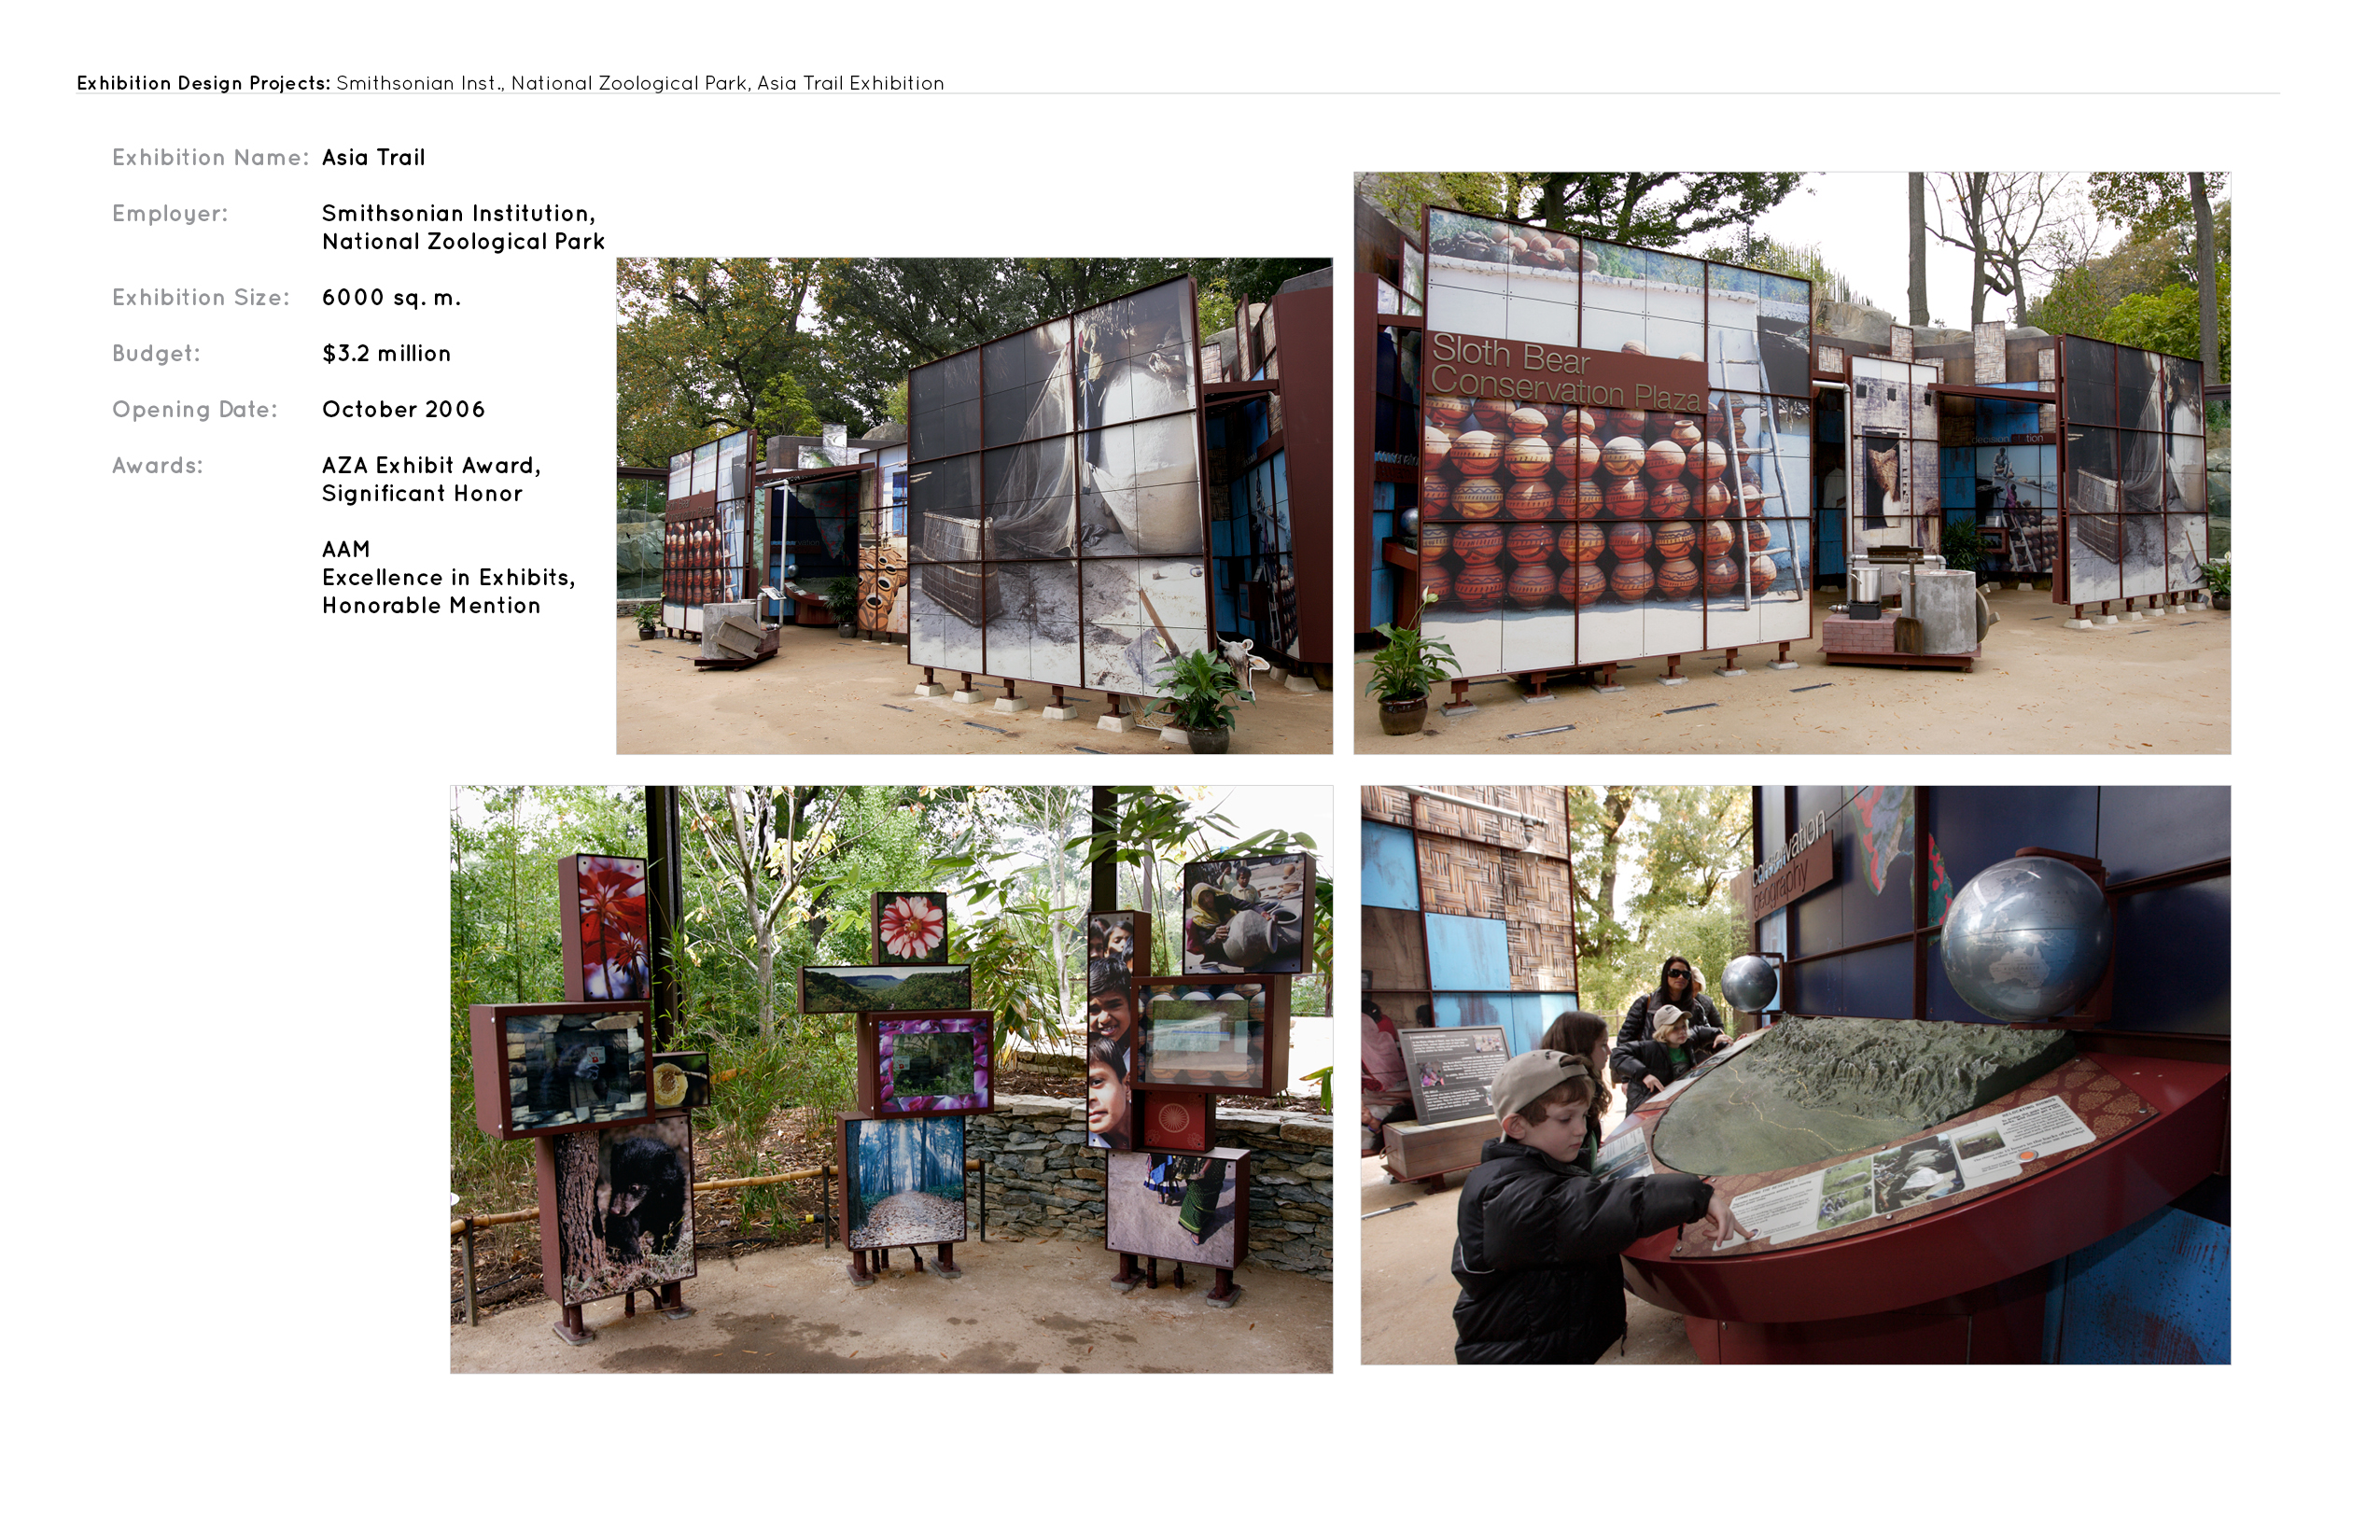 Exhibition Design Projects: Smithsonian Inst., National Zoological Park, Asia Trail Exhibition
Exhibition Name: Asia Trail
Employer: Smithsonian Institution,
National Zoological Park
Exhibition Size: 6000 sq. m.
Budget: $3.2 million
Opening Date: October 2006
Awards: AZA Exhibit Award,
Significant Honor
AAM
Excellence in Exhibits,
Honorable Mention
Sloth Bear
Conservation Plaza
decision
conservation
geography